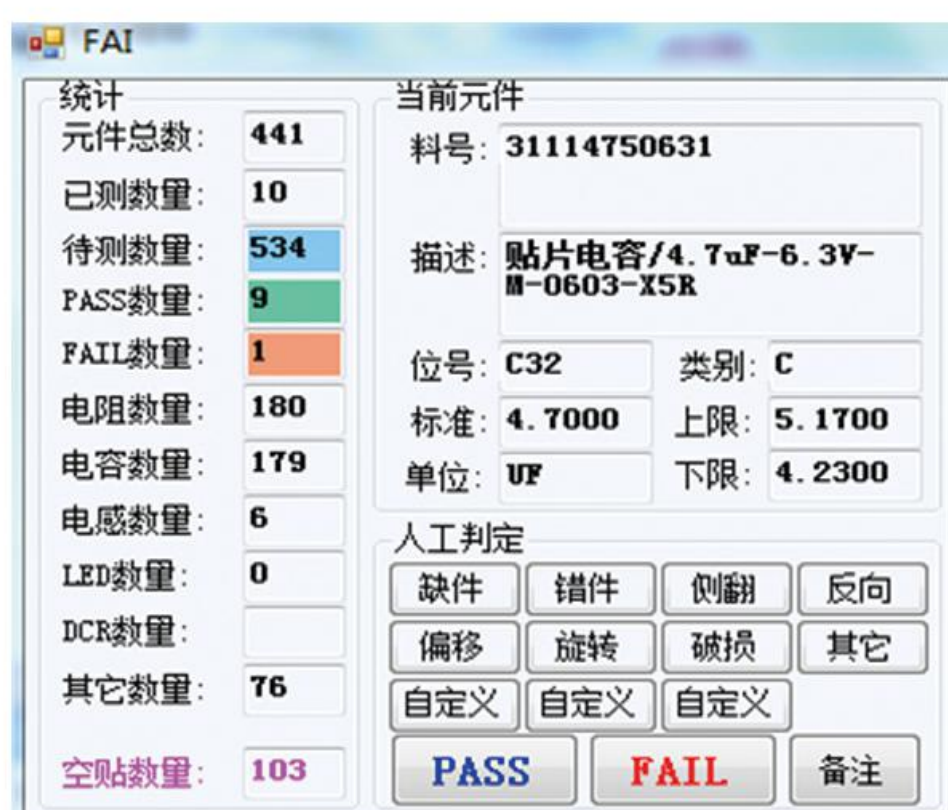 FAI
统计
元件总数: 441
已测数量: 10
待测数量: 534
PASS数量: 9
FAIL数量: 1
电阻数量: 180
电容数量: 179
电感数量: 6
LED数量: 0
DCR数量:
其它数量: 76
空贴数量: 103
当前元件
料号: 31114750631
描述: 贴片电容/4.7uF-6.3V-
M-0603-X5R
位号: C32 类别: C
标准: 4.7000 上限: 5.1700
单位: UF 下限: 4.2300
人工判定
缺件 错件 侧翻 反向
偏移 旋转 破损 其它
自定义 自定义 自定义
PASS FAIL 备注